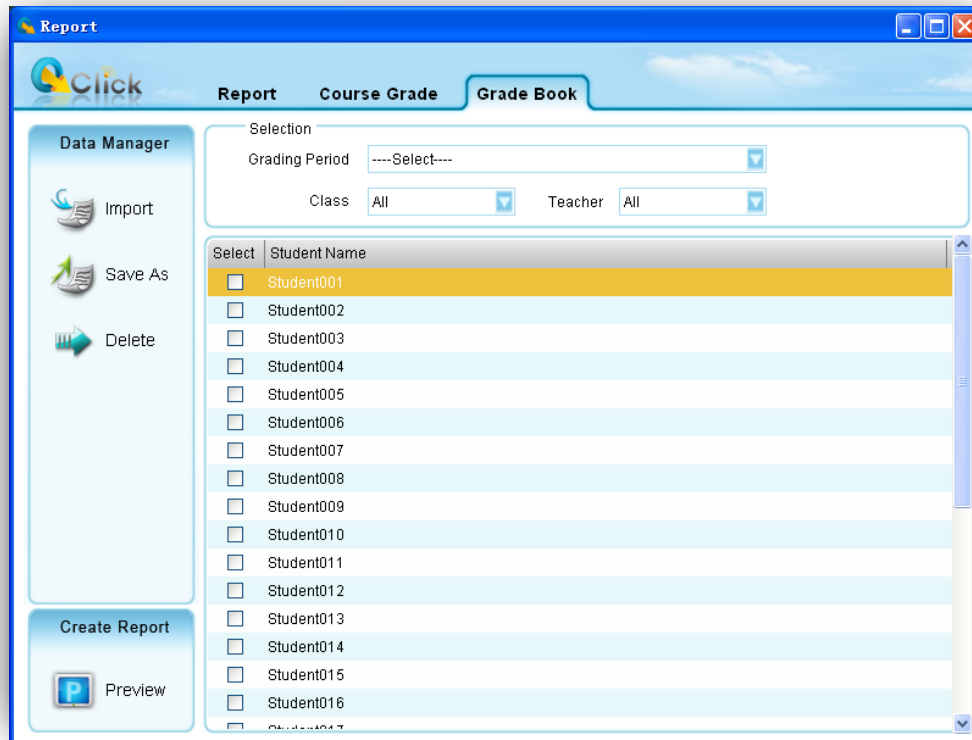 Report
QClick
Report Course Grade Grade Book
Data Manager
Import
Save As
Delete
Create Report
Preview
Selection
Grading Period ----Select----
Class All Teacher All
Select Student Name
Student001
Student002
Student003
Student004
Student005
Student006
Student007
Student008
Student009
Student010
Student011
Student012
Student013
Student014
Student015
Student016
Student017